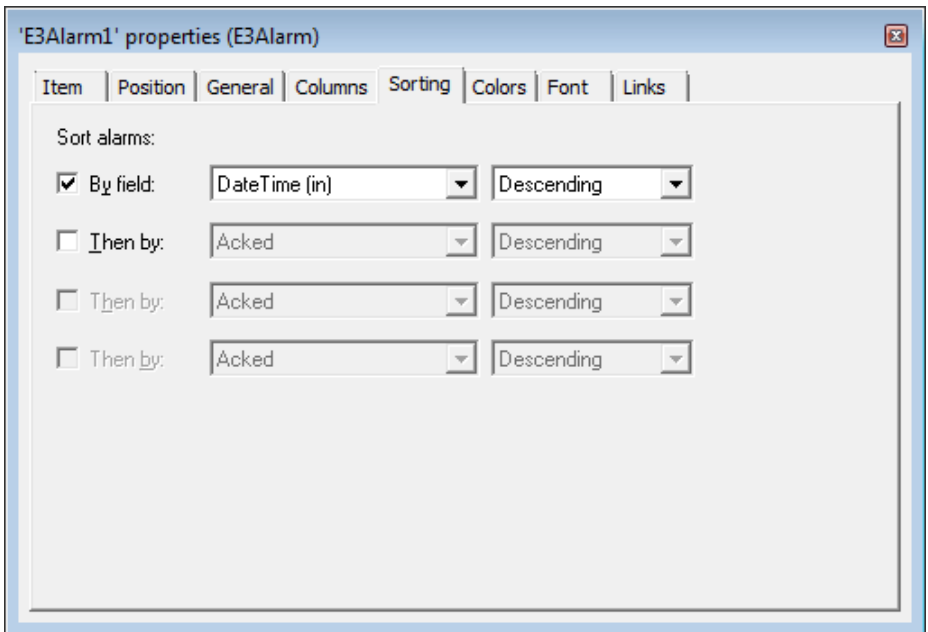 'E3Alarm1' properties (E3Alarm)
Item Position General Columns Sorting Colors Font Links
Sort alarms:
By field: DateTime (in) Descending
Then by: Acked Descending
Then by: Acked Descending
Then by: Acked Descending